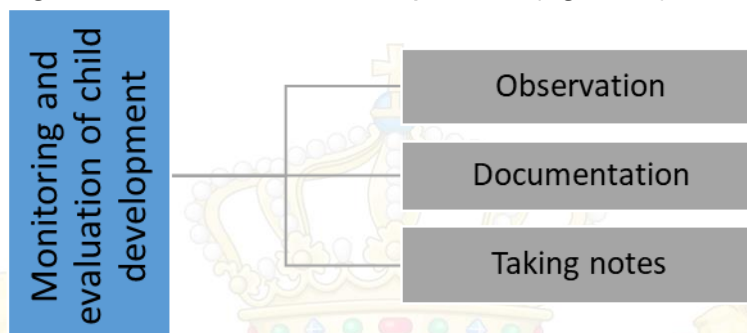 Monitoring and
evaluation of child
development
Observation
Documentation
Taking notes